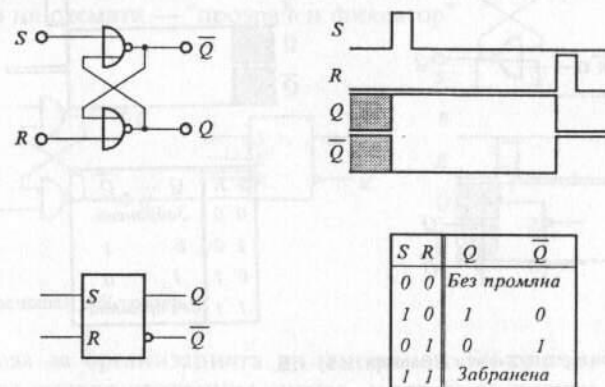 S
Q̅
R
Q
S
R
Q
Q̅
S
Q
R
Q̅
S R Q Q̅
0 0 Без промяна
1 0 1 0
0 1 0 1
1 1 Забранена